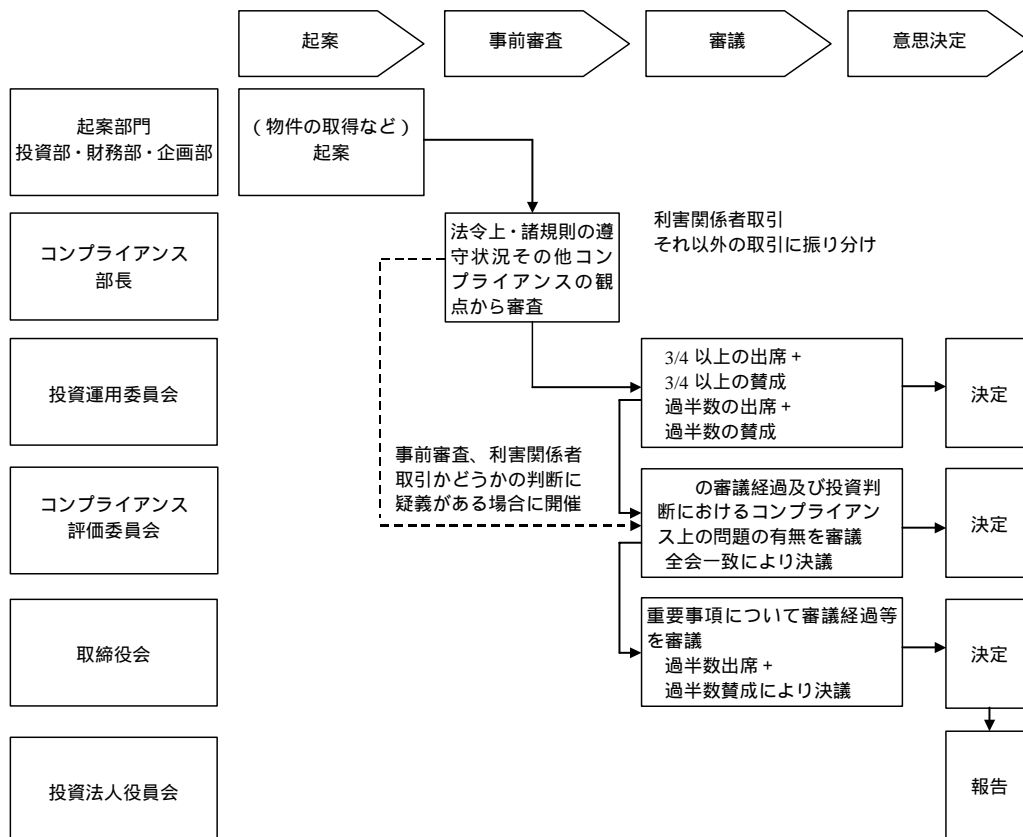 起案
事前審査
審議
意思決定
起案部門
投資部・財務部・企画部
(物件の取得など)
起案
コンプライアンス
部長
法令上・諸規則の遵
守状況その他コン
プライアンスの観
点から審査
利害関係者取引
それ以外の取引に振り分け
投資運用委員会
3/4 以上の出席+
3/4 以上の賛成
過半数の出席+
過半数の賛成
決定
事前審査、利害関係者
取引かどうかの判断に
疑義がある場合に開催
コンプライアンス
評価委員会
の審議経過及び投資判
断におけるコンプライアン
ス上の問題の有無を審議
全会一致により決議
決定
取締役会
重要事項について審議経過等
を審議
過半数出席+
過半数賛成により決議
決定
投資法人役員会
報告